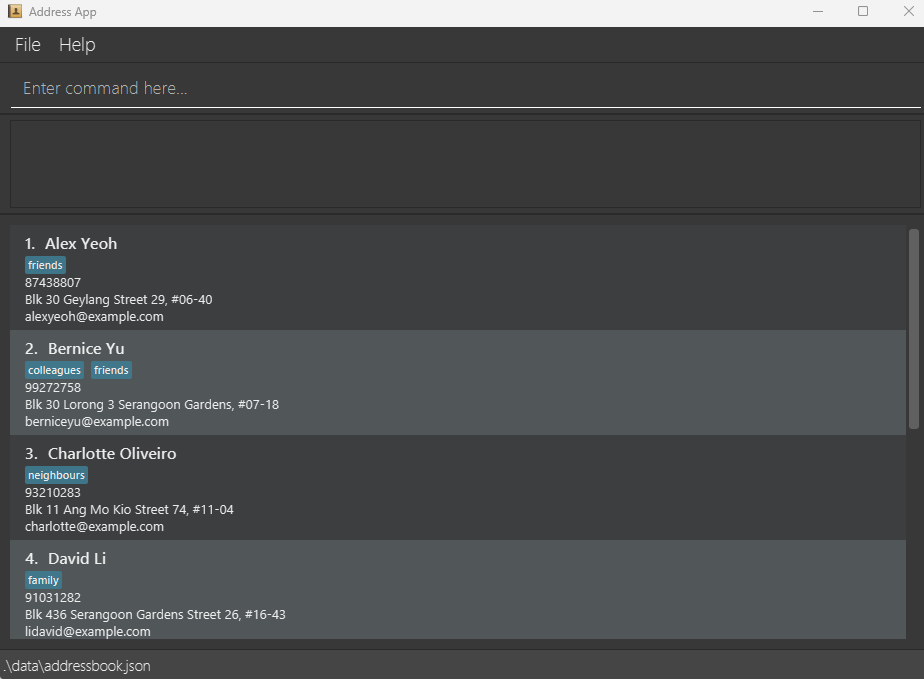 Address App
File Help
Enter command here...
1. Alex Yeoh
friends
87438807
Blk 30 Geylang Street 29, #06-40
alexyeoh@example.com
2. Bernice Yu
colleagues friends
99272758
Blk 30 Lorong 3 Serangoon Gardens, #07-18
berniceyu@example.com
3. Charlotte Oliveiro
neighbours
93210283
Blk 11 Ang Mo Kio Street 74, #11-04
charlotte@example.com
4. David Li
family
91031282
Blk 436 Serangoon Gardens Street 26, #16-43
lidavid@example.com
.\data\addressbook.json